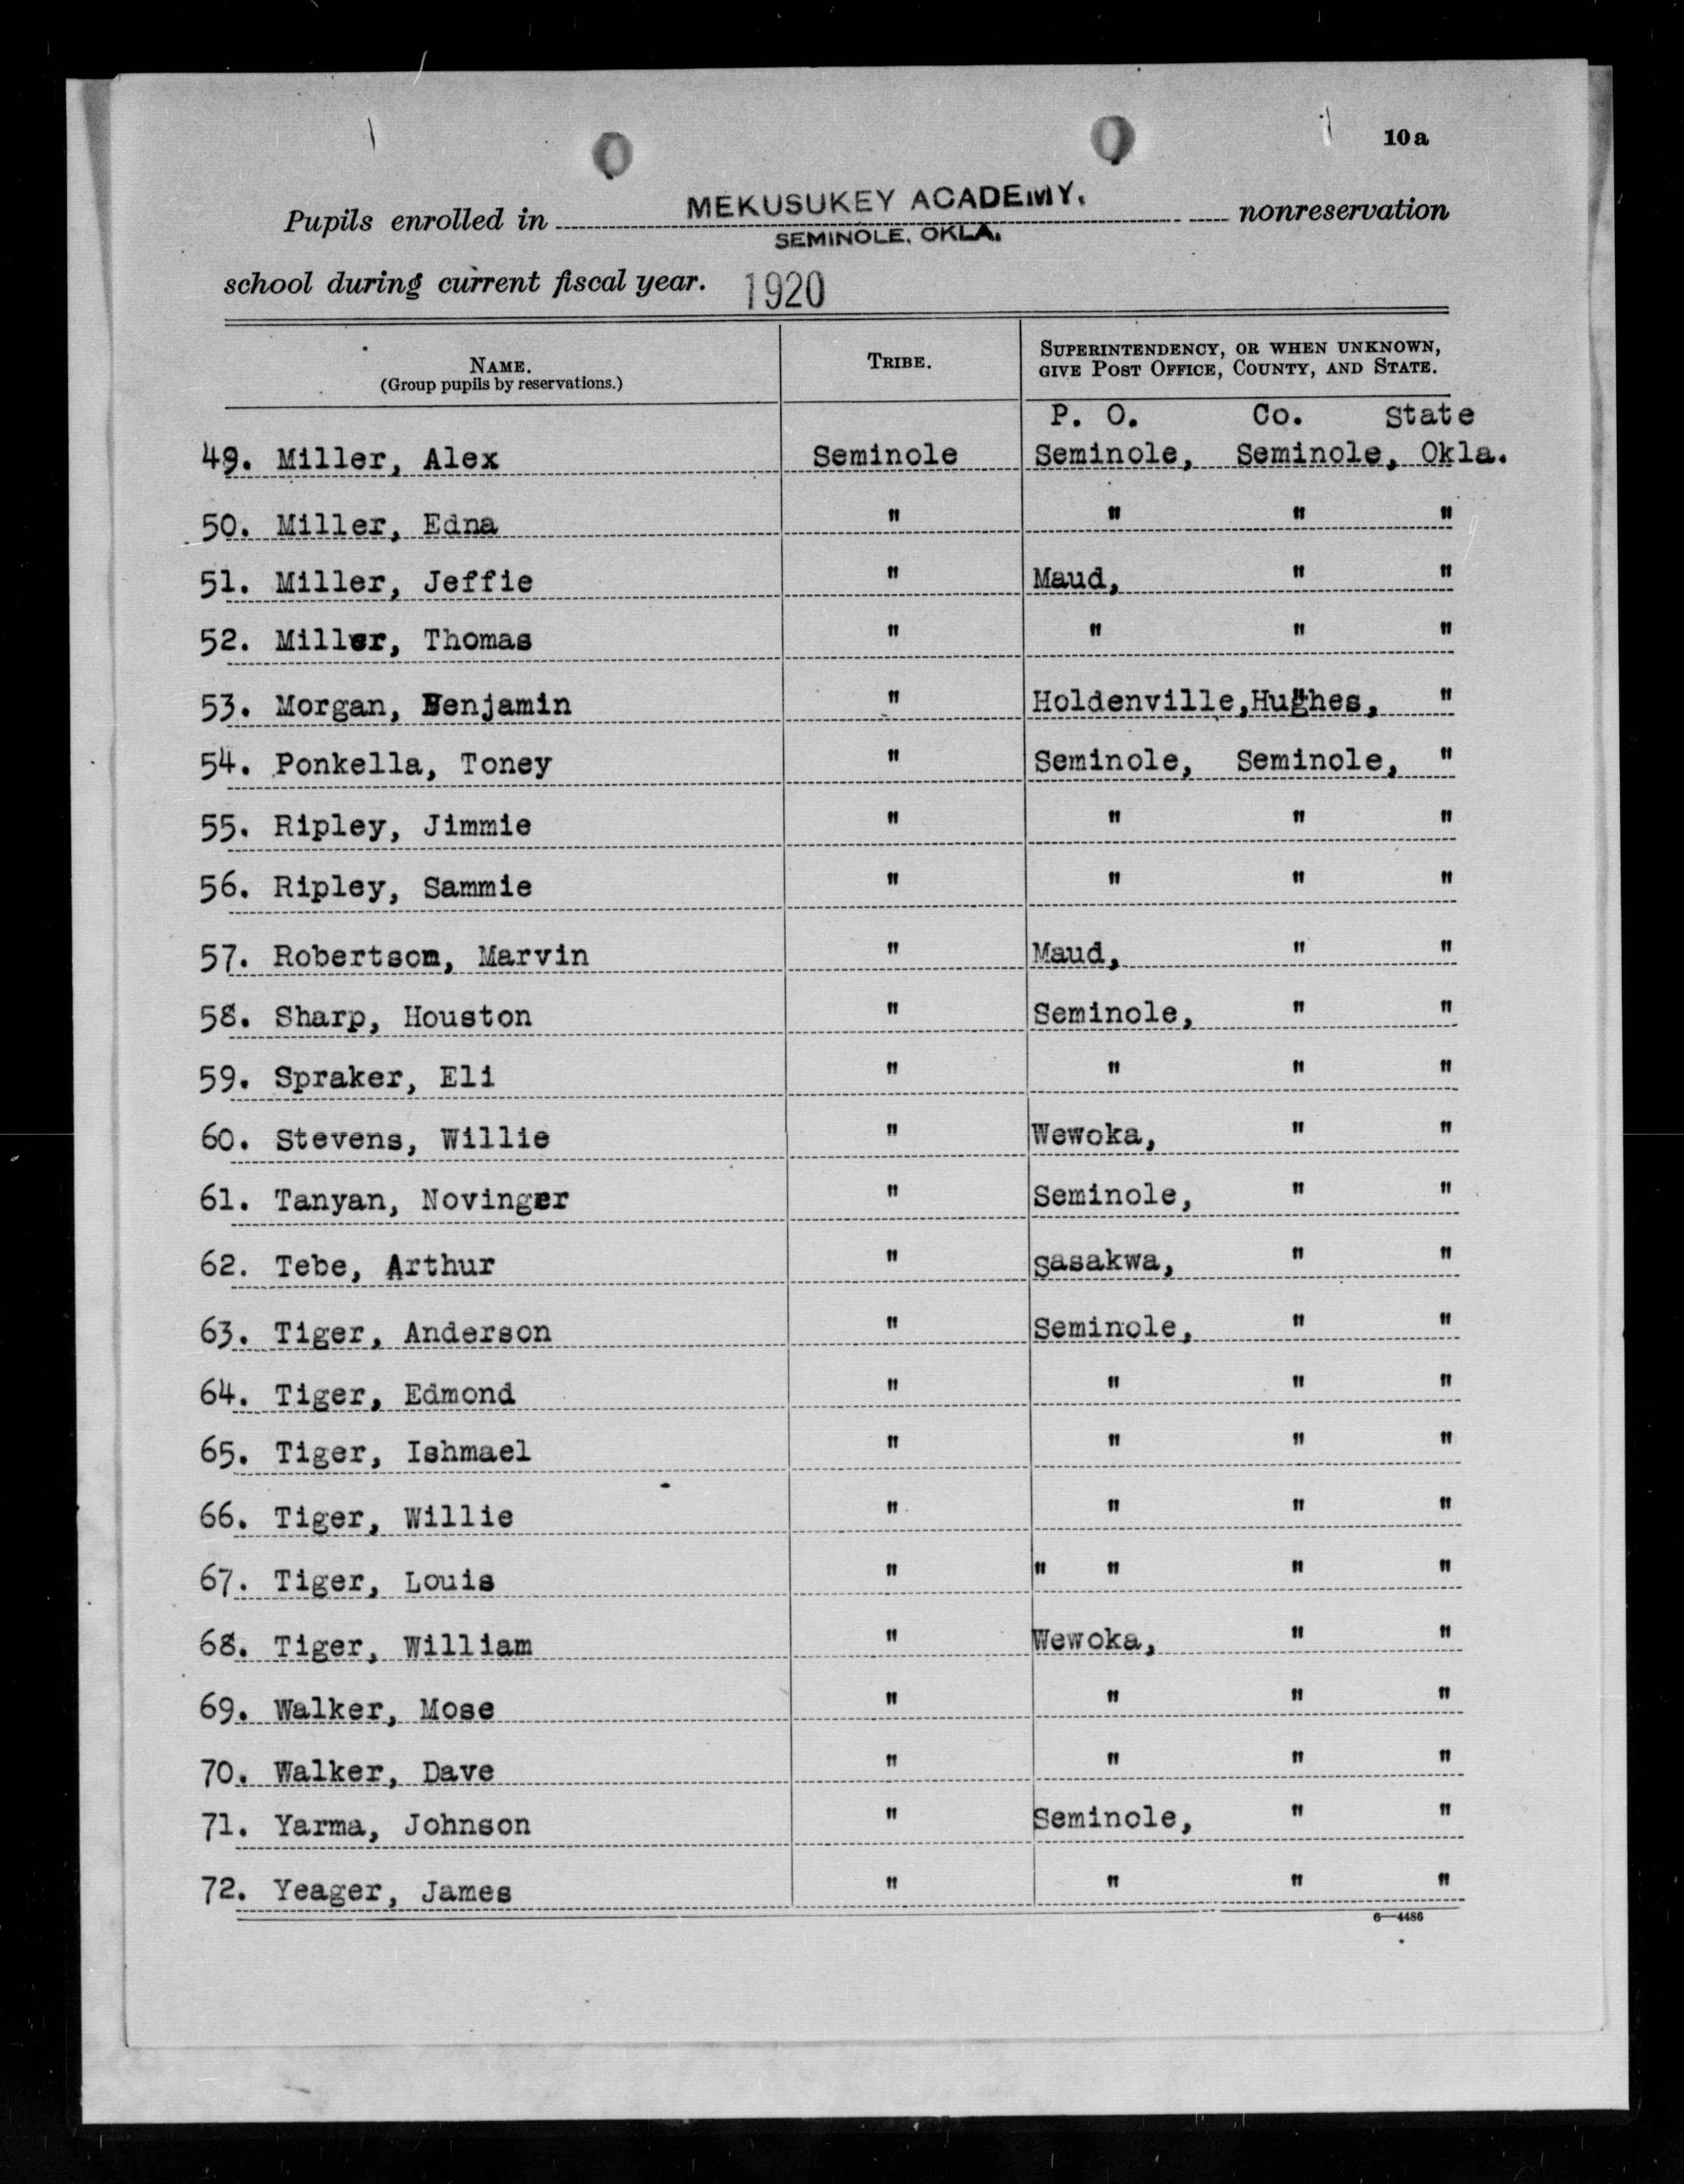 10a
Pupils enrolled in MEKUSUKEY ACADEMY. nonreservation
SEMINOLE, OKLA.
school during current fiscal year. 1920
NAME. TRIBE. SUPERINTENDENCY, OR WHEN UNKNOWN,
(Group pupils by reservations.) GIVE POST OFFICE, COUNTY, AND STATE.
P. O. Co. State
49. Miller, Alex Seminole Seminole, Seminole, Okla.
50. Miller, Edna " " " "
51. Miller, Jeffie " Maud, " "
52. Miller, Thomas " " " "
53. Morgan, Benjamin " Holdenville, Hughes, "
54. Ponkella, Toney " Seminole, Seminole, "
55. Ripley, Jimmie " " " "
56. Ripley, Sammie " " " "
57. Robertson, Marvin " Maud, " "
58. Sharp, Houston " Seminole, " "
59. Spraker, Eli " " " "
60. Stevens, Willie " Wewoka, " "
61. Tanyan, Novinger " Seminole, " "
62. Tebe, Arthur " Sasakwa, " "
63. Tiger, Anderson " Seminole, " "
64. Tiger, Edmond " " " "
65. Tiger, Ishmael " " " "
66. Tiger, Willie " " " "
67. Tiger, Louis " " " " "
68. Tiger, William " Wewoka, " "
69. Walker, Mose " " " "
70. Walker, Dave " " " "
71. Yarma, Johnson " Seminole, " "
72. Yeager, James " " " "
6—4486